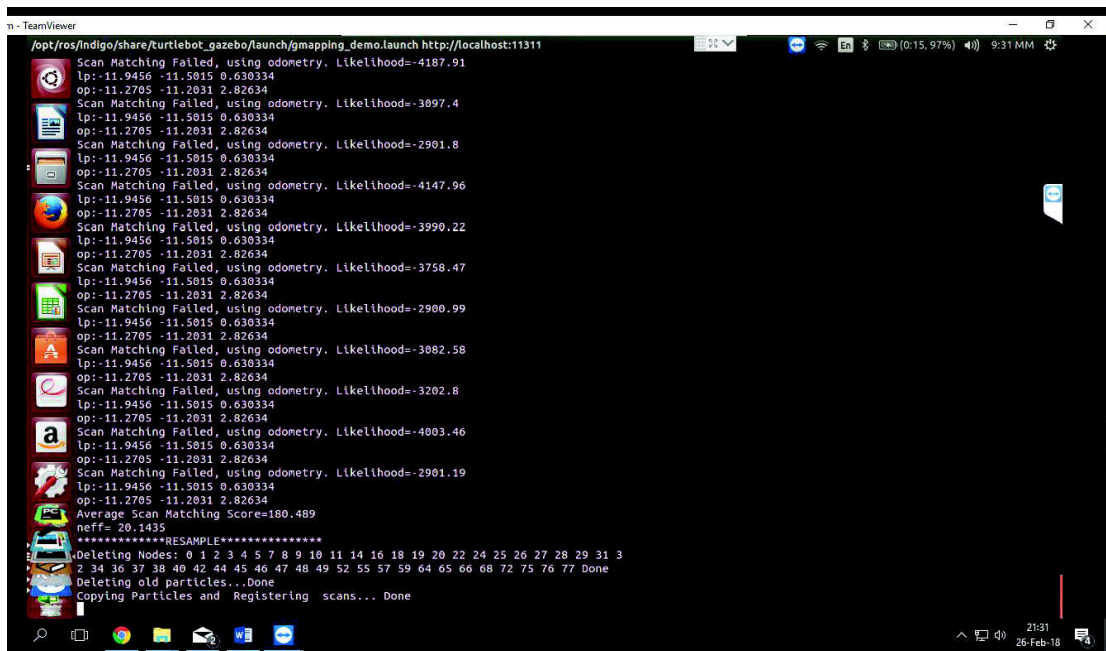 m - TeamViewer
/opt/ros/indigo/share/turtlebot_gazebo/launch/gmapping_demo.launch http://localhost:11311
En (0:15, 97%) 9:31 MM
Scan Matching Failed, using odometry. Likelihood=-4187.91
lp:-11.9456 -11.5015 0.630334
op:-11.2705 -11.2031 2.82634
Scan Matching Failed, using odometry. Likelihood=-3097.4
lp:-11.9456 -11.5015 0.630334
op:-11.2705 -11.2031 2.82634
Scan Matching Failed, using odometry. Likelihood=-2901.8
lp:-11.9456 -11.5015 0.630334
op:-11.2705 -11.2031 2.82634
Scan Matching Failed, using odometry. Likelihood=-4147.96
lp:-11.9456 -11.5015 0.630334
op:-11.2705 -11.2031 2.82634
Scan Matching Failed, using odometry. Likelihood=-3990.22
lp:-11.9456 -11.5015 0.630334
op:-11.2705 -11.2031 2.82634
Scan Matching Failed, using odometry. Likelihood=-3758.47
lp:-11.9456 -11.5015 0.630334
op:-11.2705 -11.2031 2.82634
Scan Matching Failed, using odometry. Likelihood=-2900.99
lp:-11.9456 -11.5015 0.630334
op:-11.2705 -11.2031 2.82634
Scan Matching Failed, using odometry. Likelihood=-3082.58
lp:-11.9456 -11.5015 0.630334
op:-11.2705 -11.2031 2.82634
Scan Matching Failed, using odometry. Likelihood=-3202.8
lp:-11.9456 -11.5015 0.630334
op:-11.2705 -11.2031 2.82634
Scan Matching Failed, using odometry. Likelihood=-4003.46
lp:-11.9456 -11.5015 0.630334
op:-11.2705 -11.2031 2.82634
Scan Matching Failed, using odometry. Likelihood=-2901.19
lp:-11.9456 -11.5015 0.630334
op:-11.2705 -11.2031 2.82634
Average Scan Matching Score=180.489
neff= 20.1435
*************RESAMPLE***************
Deleting Nodes: 0 1 2 3 4 5 7 8 9 10 11 14 16 18 19 20 22 24 25 26 27 28 29 31 3
2 34 36 37 38 40 42 44 45 46 47 48 49 52 55 57 59 64 65 66 68 72 75 76 77 Done
Deleting old particles...Done
Copying Particles and  Registering  scans... Done
A
a
PC
2
W
21:31
26-Feb-18
4